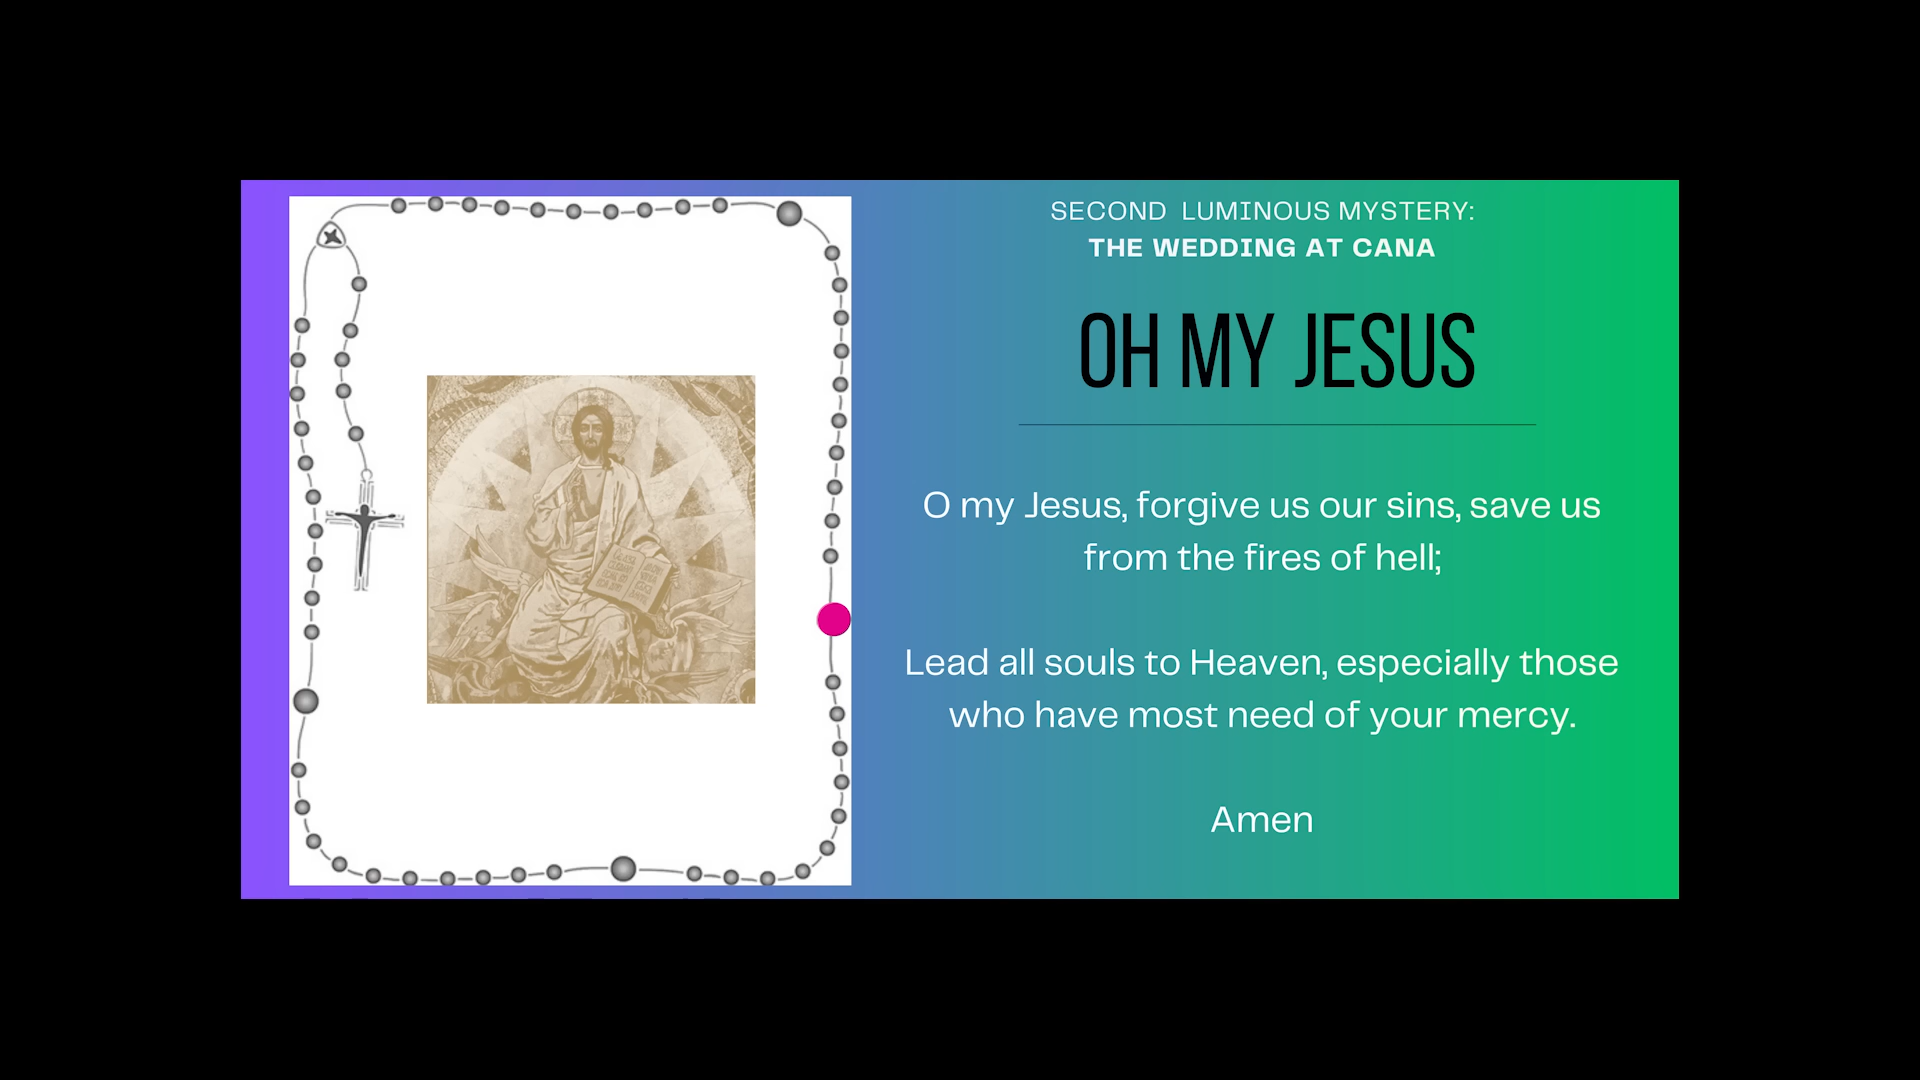 SECOND LUMINOUS MYSTERY:
THE WEDDING AT CANA
OH MY JESUS
O my Jesus, forgive us our sins, save us
from the fires of hell;
Lead all souls to Heaven, especially those
who have most need of your mercy.
Amen